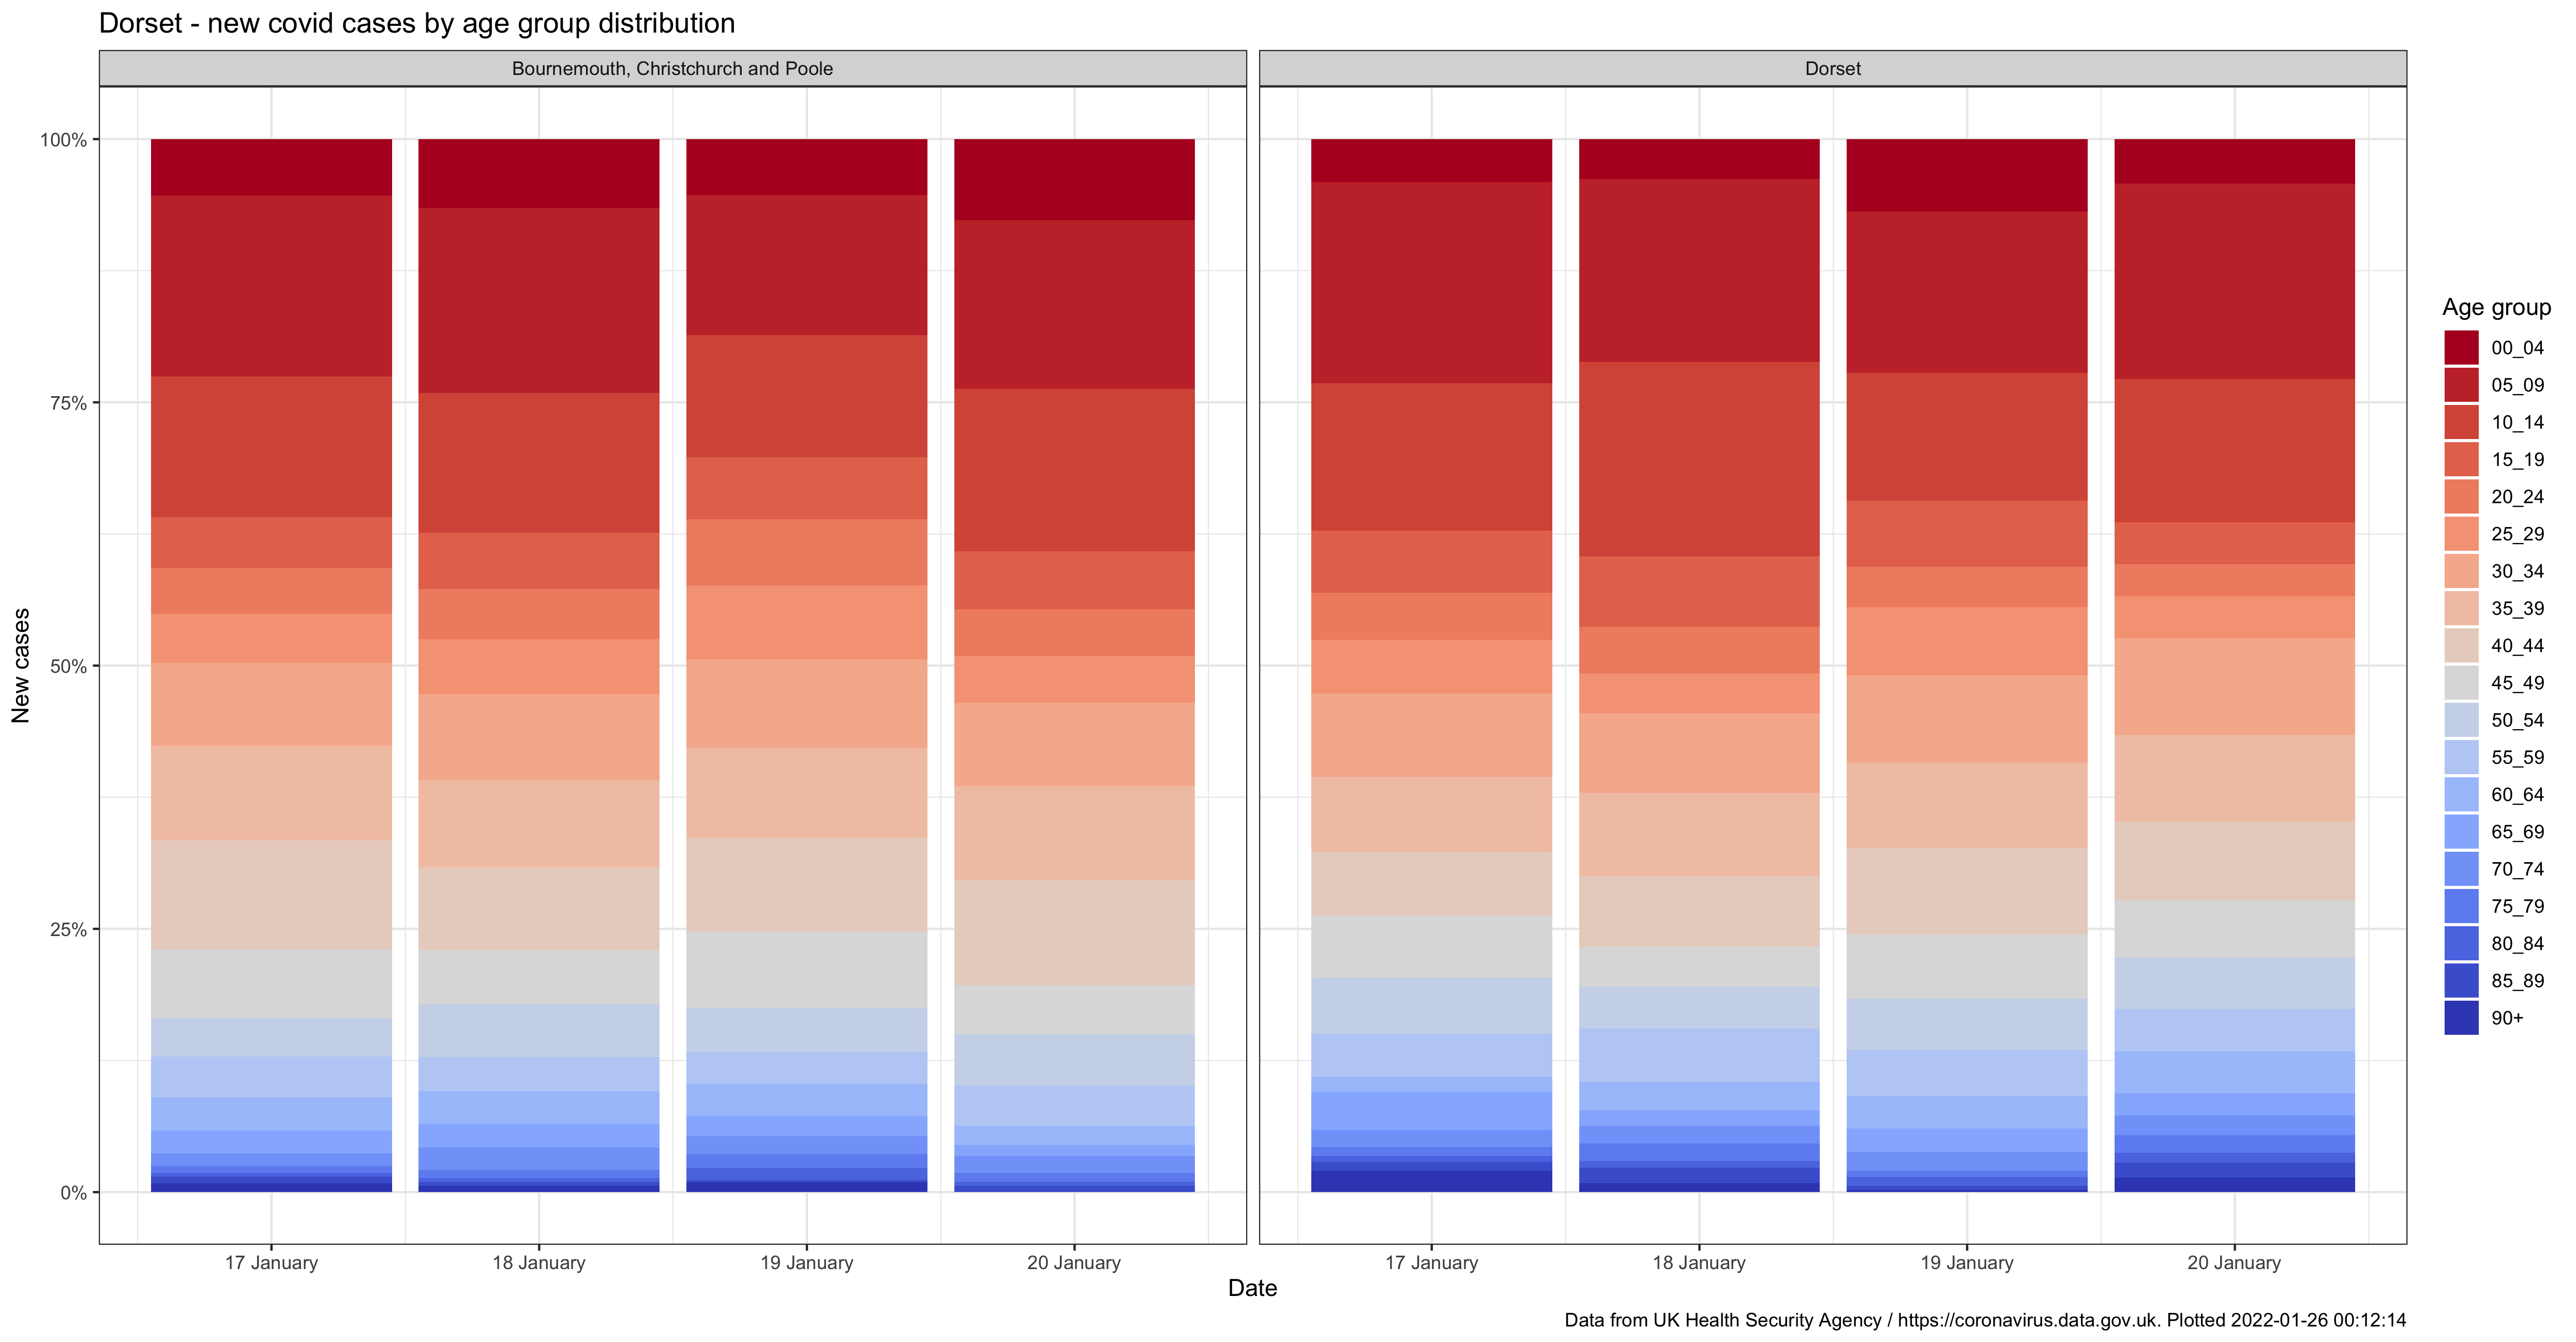 Dorset - new covid cases by age group distribution
Bournemouth, Christchurch and Poole
Dorset
100%
75%
50%
25%
0%
New cases
17 January
18 January
19 January
20 January
17 January
18 January
19 January
20 January
Date
Age group
00_04
05_09
10_14
15_19
20_24
25_29
30_34
35_39
40_44
45_49
50_54
55_59
60_64
65_69
70_74
75_79
80_84
85_89
90+
Data from UK Health Security Agency / https://coronavirus.data.gov.uk. Plotted 2022-01-26 00:12:14